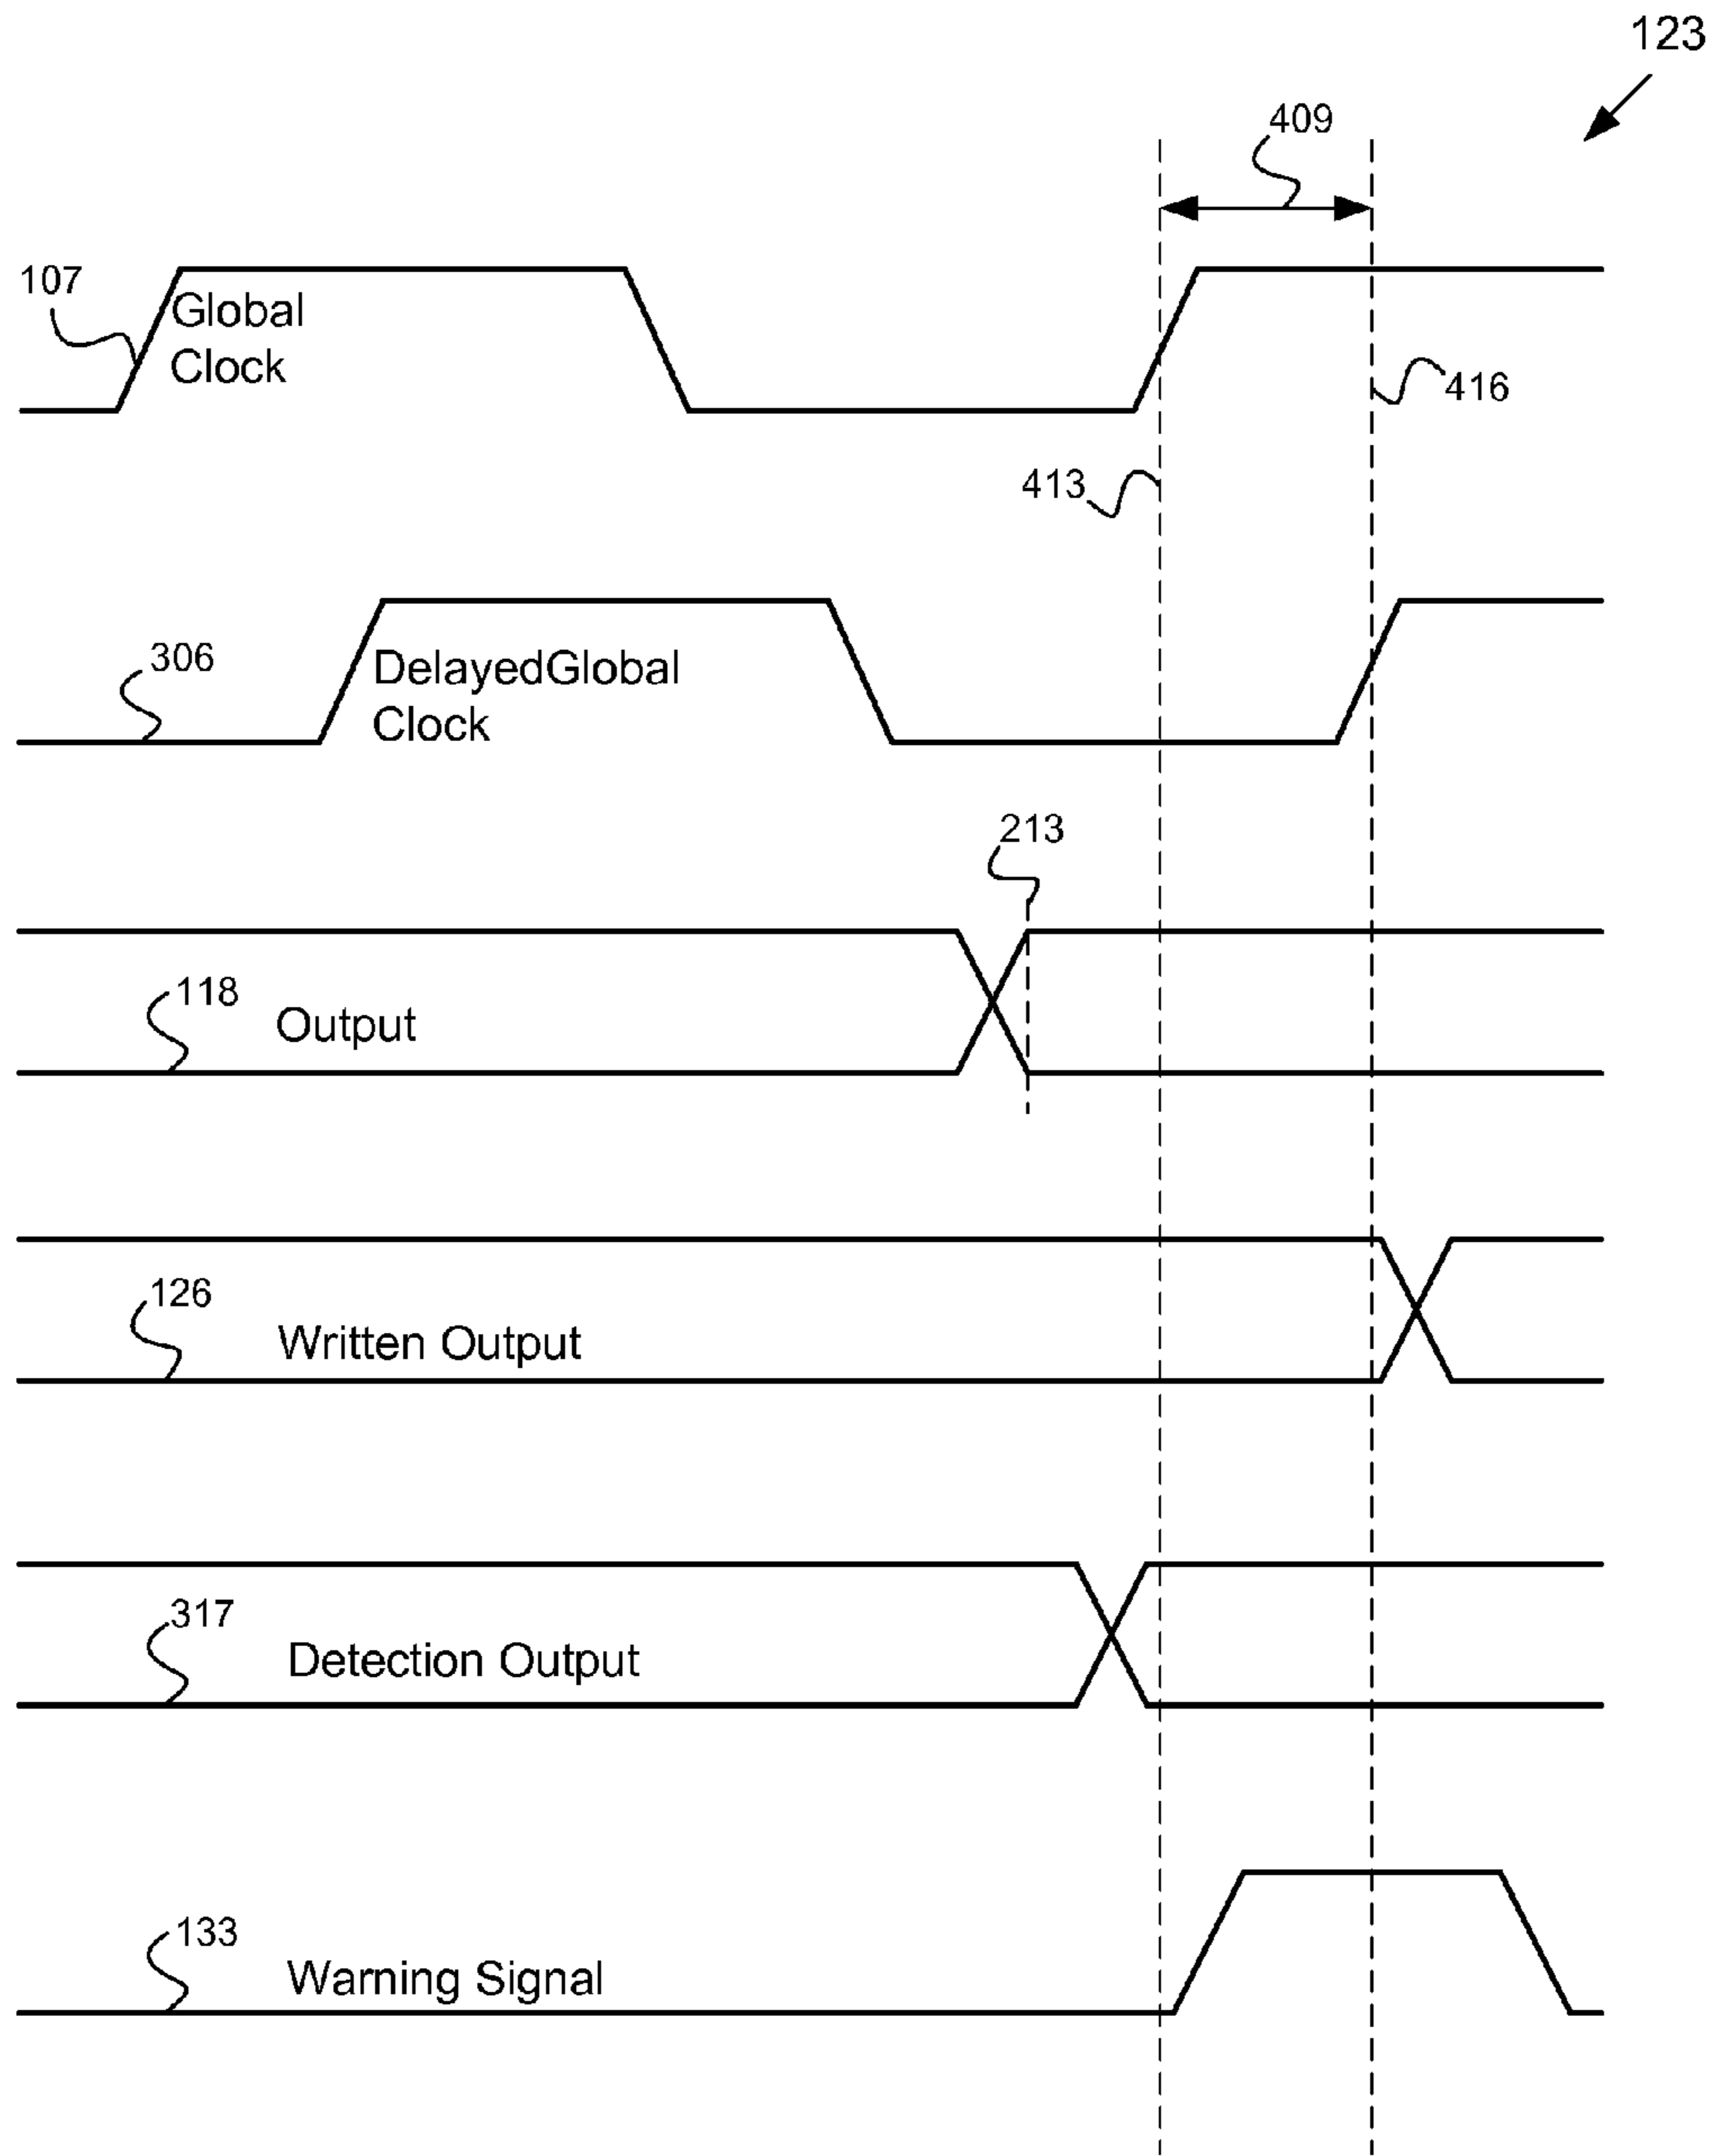 123
409
107
Global
Clock
416
413
306
DelayedGlobal
Clock
213
118
Output
126
Written Output
317
Detection Output
133
Warning Signal